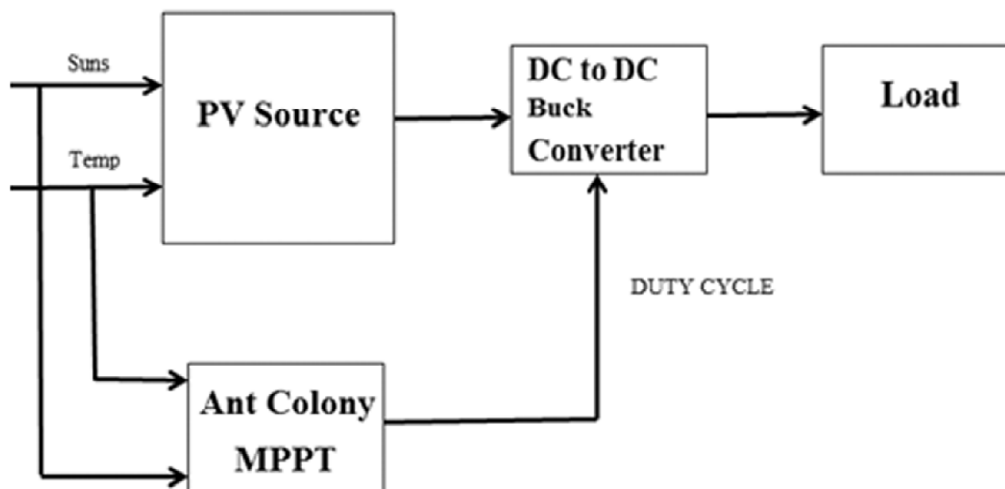 Suns
Temp
PV Source
DC to DC
Buck
Converter
Load
DUTY CYCLE
Ant Colony
MPPT